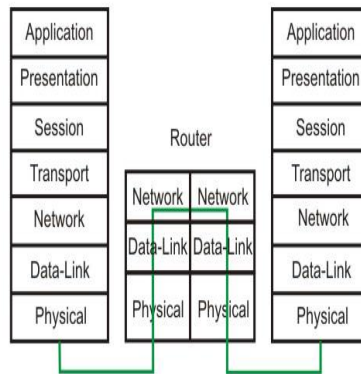 Application
Presentation
Session
Transport
Network
Data-Link
Physical
Router
Network Network
Data-Link Data-Link
Physical Physical
Application
Presentation
Session
Transport
Network
Data-Link
Physical